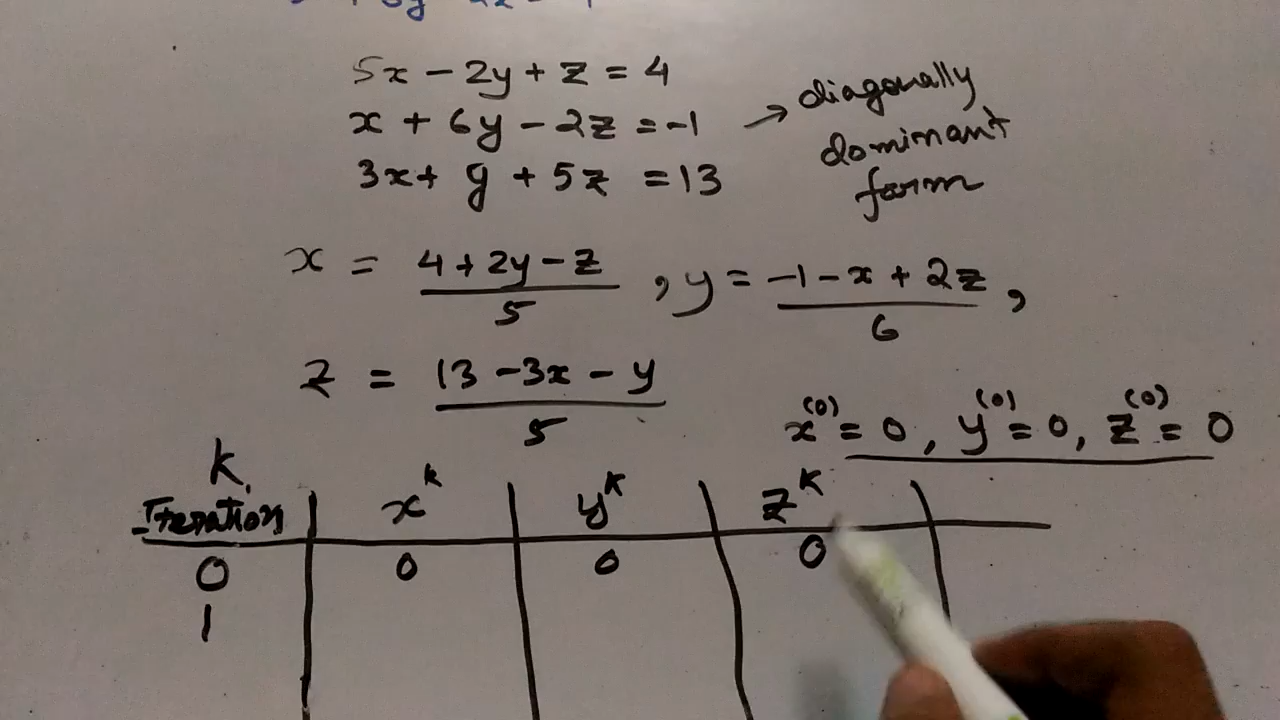 5x - 2y + z = 4
x + 6y - 2z = -1
3x + y + 5z = 13
→ diagonally
dominant
form
x = (4 + 2y - z)/5 , y = (-1 - x + 2z)/6 ,
z = (13 - 3x - y)/5
x^(0) = 0 , y^(0) = 0, z^(0) = 0
k,
Iteration | x^k | y^k | z^k |
0 | 0 | 0 | 0
1